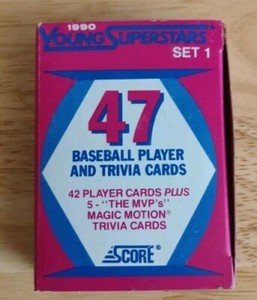 1990
YOUNG SUPERSTARS
SET 1
47
BASEBALL PLAYER
AND TRIVIA CARDS
42 PLAYER CARDS PLUS
5 - "THE MVP's"
MAGIC MOTION®
TRIVIA CARDS
SCORE®